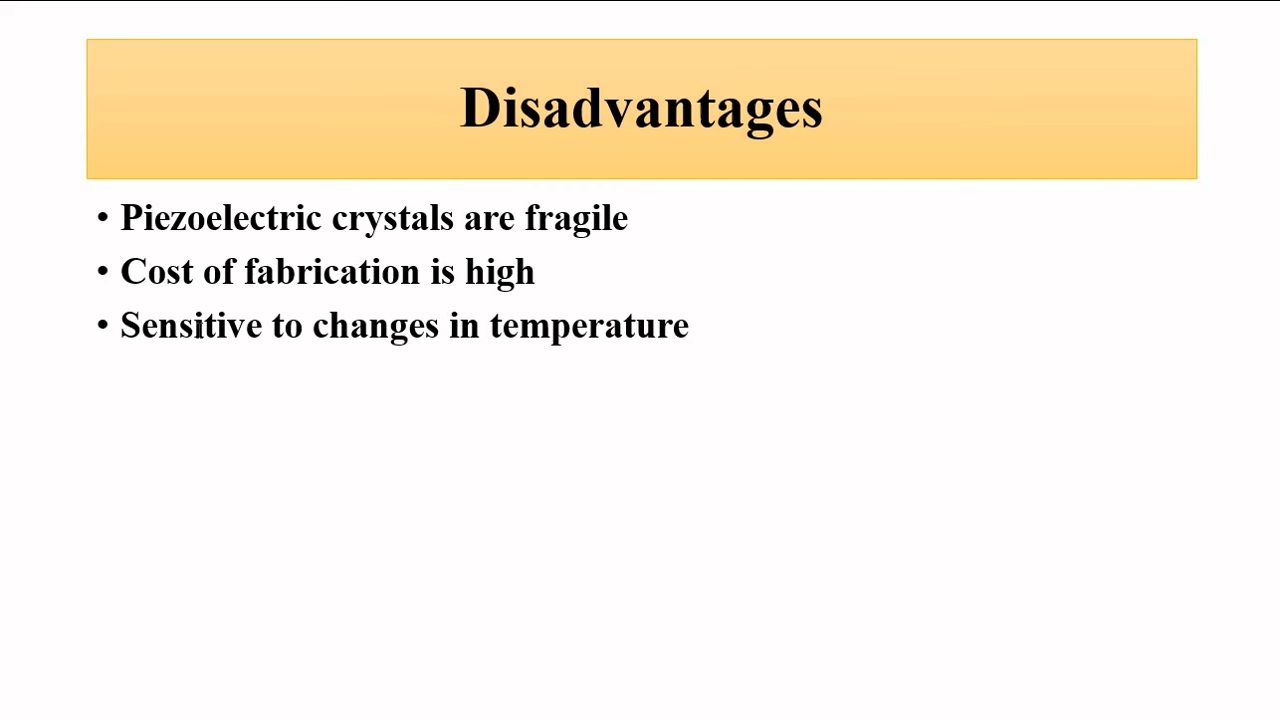 Disadvantages
• Piezoelectric crystals are fragile
• Cost of fabrication is high
• Sensitive to changes in temperature